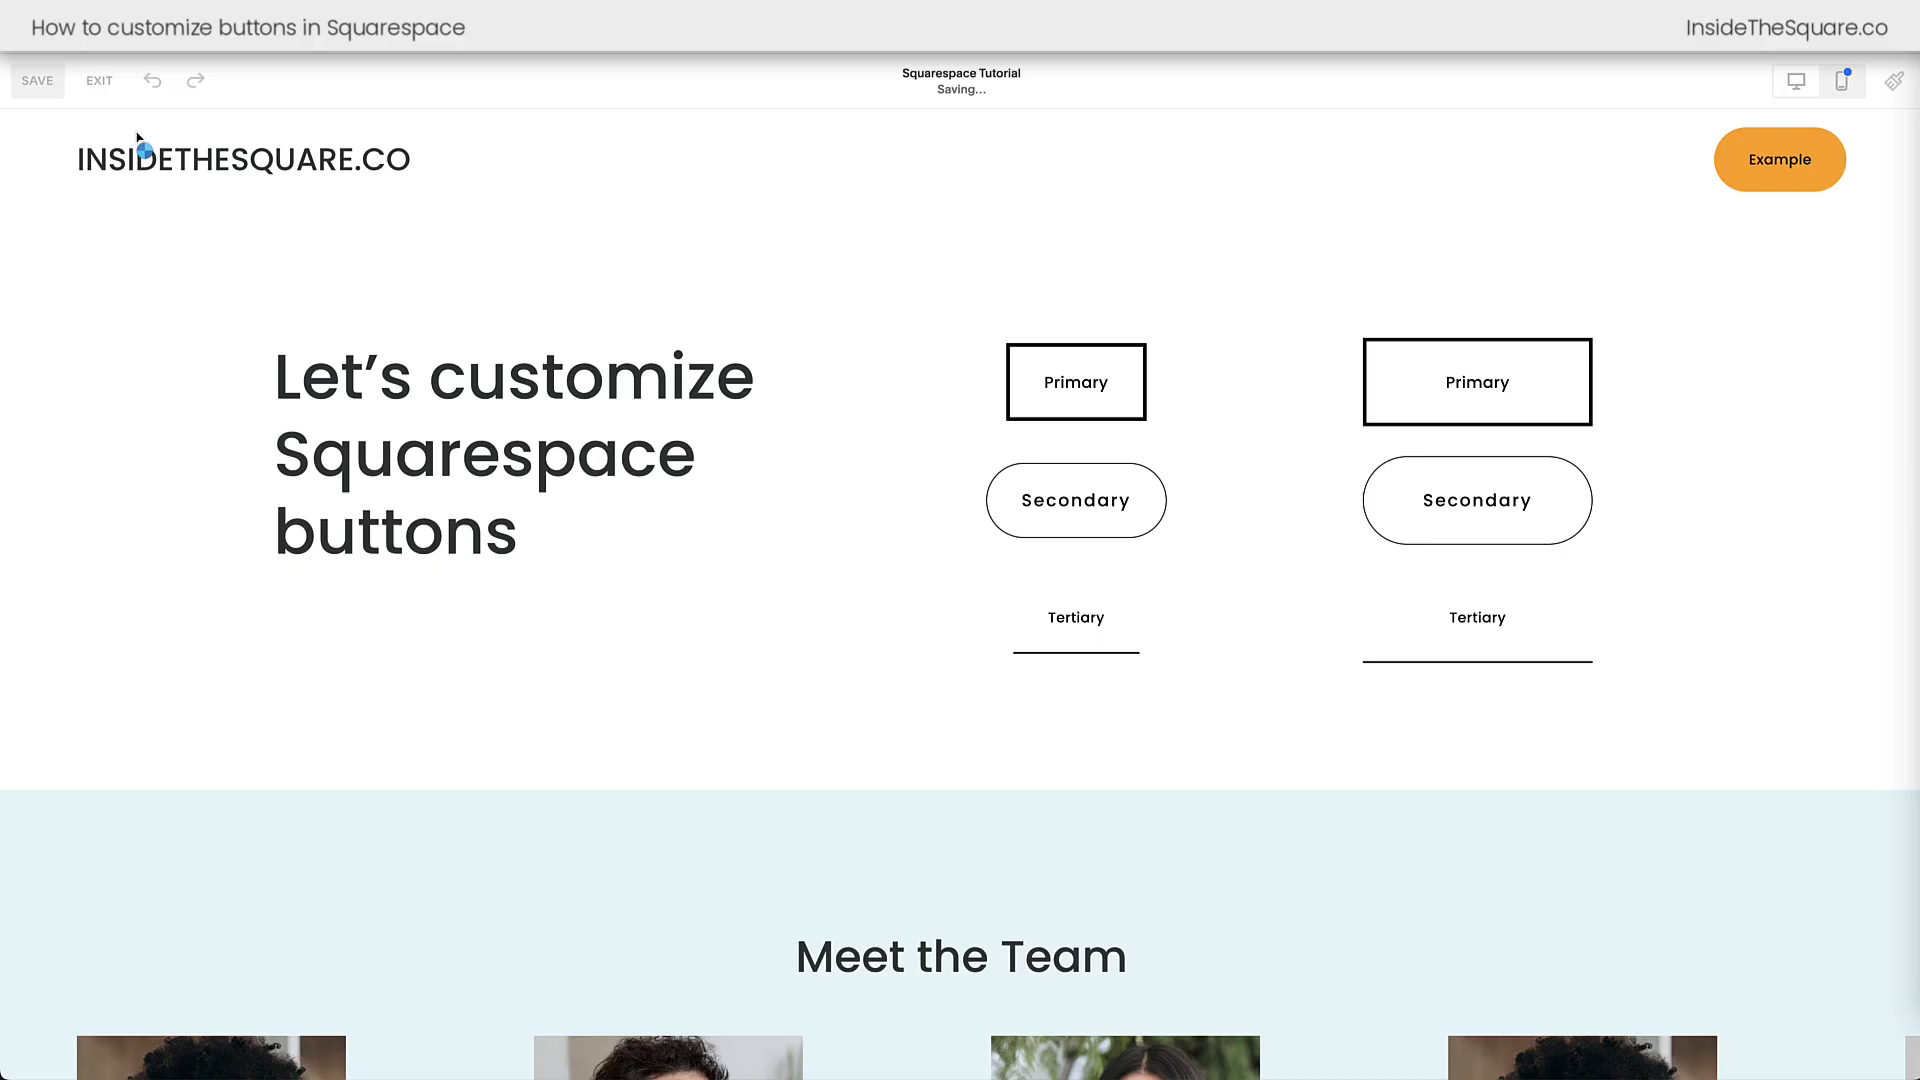 How to customize buttons in Squarespace
InsideTheSquare.co
SAVE
EXIT
Squarespace Tutorial
Saving...
INSIDETHESQUARE.CO
Example
Let’s customize
Squarespace
buttons
Primary
Primary
Secondary
Secondary
Tertiary
Tertiary
Meet the Team